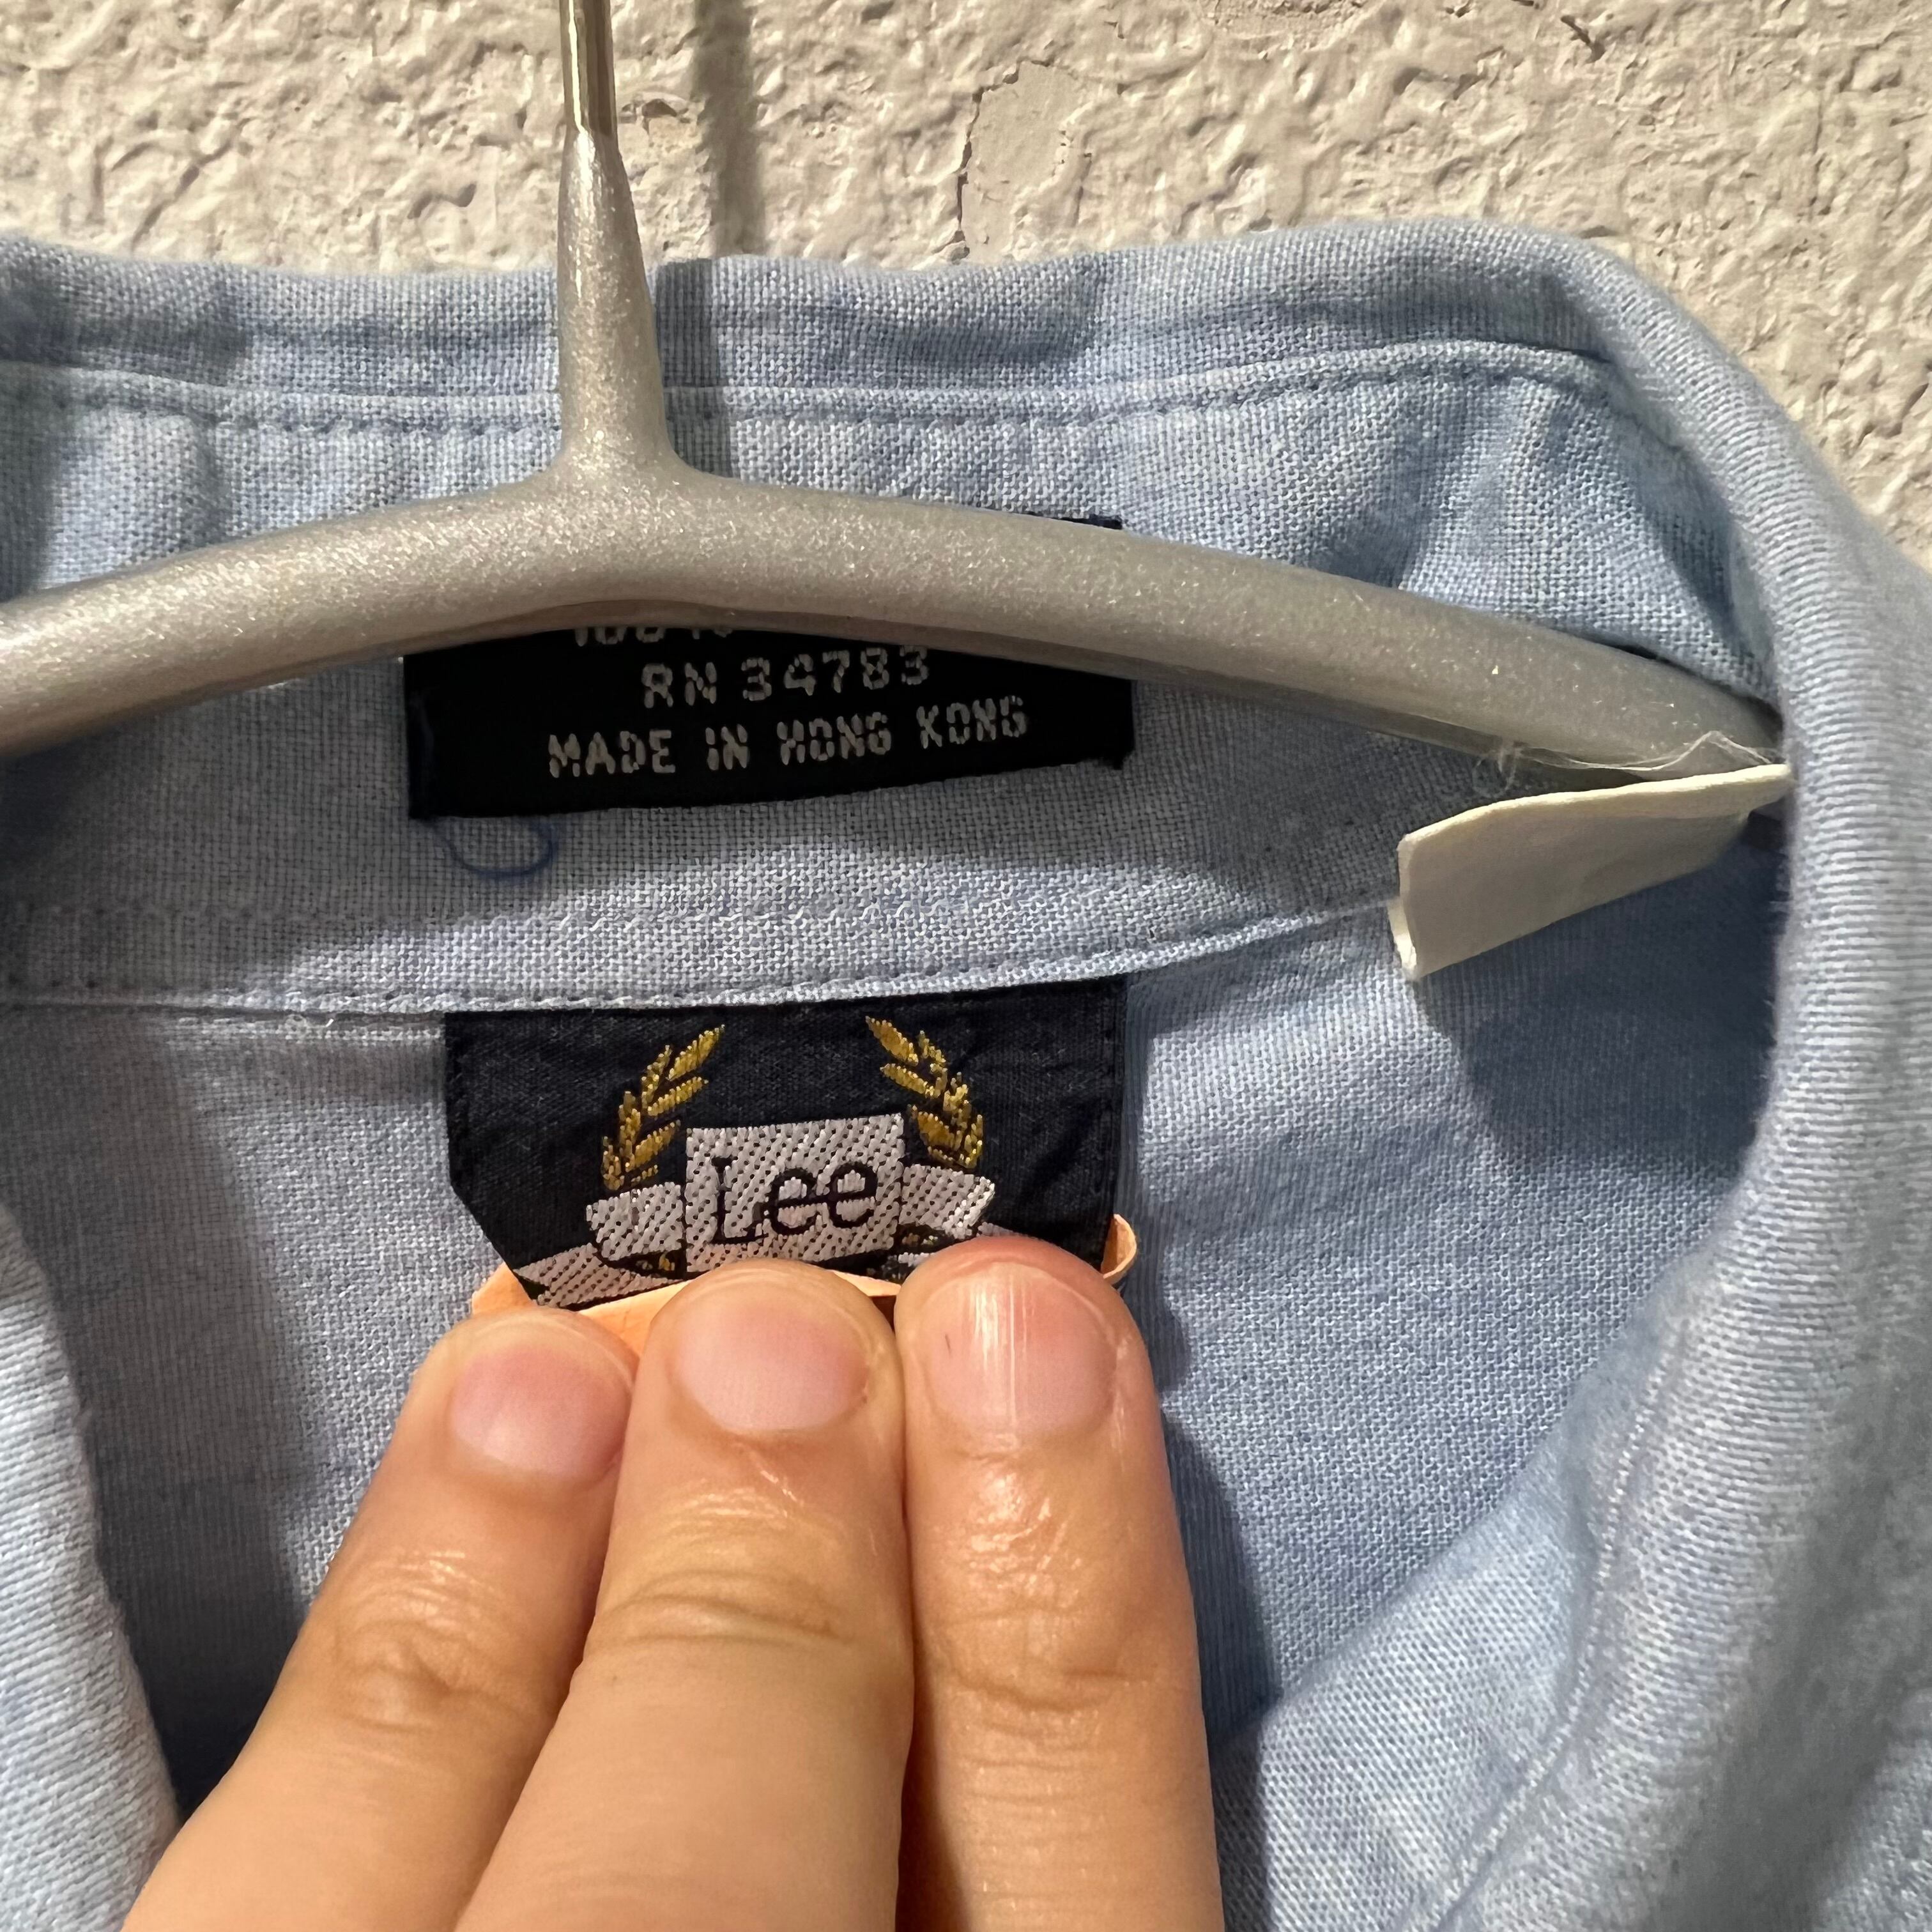 RN 34783
MADE IN HONG KONG
Lee